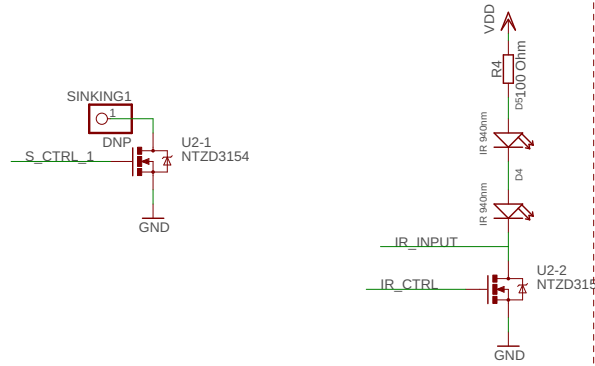 SINKING1
1
DNP
U2-1
NTZD3154
S_CTRL_1
GND
VDD
R4
100 Ohm
D5
IR 940nm
D4
IR 940nm
IR_INPUT
IR_CTRL
U2-2
NTZD315
GND